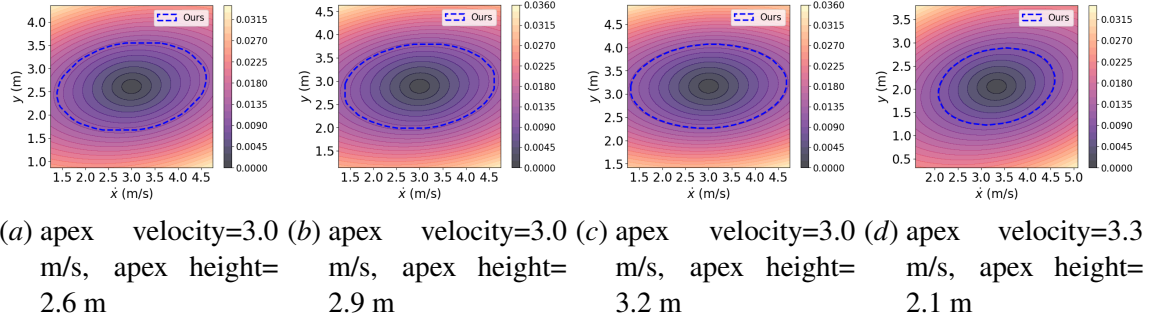 Ours
4.0
3.5
3.0
2.5
2.0
1.5
1.0
y (m)
1.5 2.0 2.5 3.0 3.5 4.0 4.5
ẋ (m/s)
0.0315
0.0270
0.0225
0.0180
0.0135
0.0090
0.0045
0.0000
Ours
4.5
4.0
3.5
3.0
2.5
2.0
1.5
y (m)
1.5 2.0 2.5 3.0 3.5 4.0 4.5
ẋ (m/s)
0.0360
0.0315
0.0270
0.0225
0.0180
0.0135
0.0090
0.0045
0.0000
Ours
4.5
4.0
3.5
3.0
2.5
2.0
1.5
y (m)
1.5 2.0 2.5 3.0 3.5 4.0 4.5
ẋ (m/s)
0.0360
0.0315
0.0270
0.0225
0.0180
0.0135
0.0090
0.0045
0.0000
Ours
3.5
3.0
2.5
2.0
1.5
1.0
0.5
y (m)
2.0 2.5 3.0 3.5 4.0 4.5 5.0
ẋ (m/s)
0.0315
0.0270
0.0225
0.0180
0.0135
0.0090
0.0045
0.0000
(a) apex velocity=3.0
m/s, apex height=
2.6 m
(b) apex velocity=3.0
m/s, apex height=
2.9 m
(c) apex velocity=3.0
m/s, apex height=
3.2 m
(d) apex velocity=3.3
m/s, apex height=
2.1 m